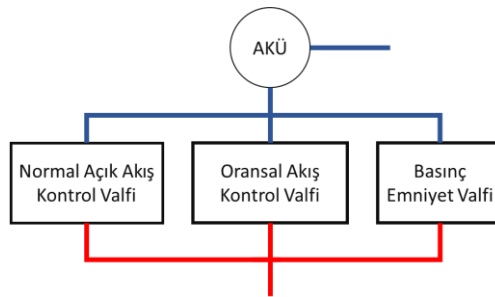 AKÜ
Normal Açık Akış
Kontrol Valfi
Oransal Akış
Kontrol Valfi
Basınç
Emniyet Valfi